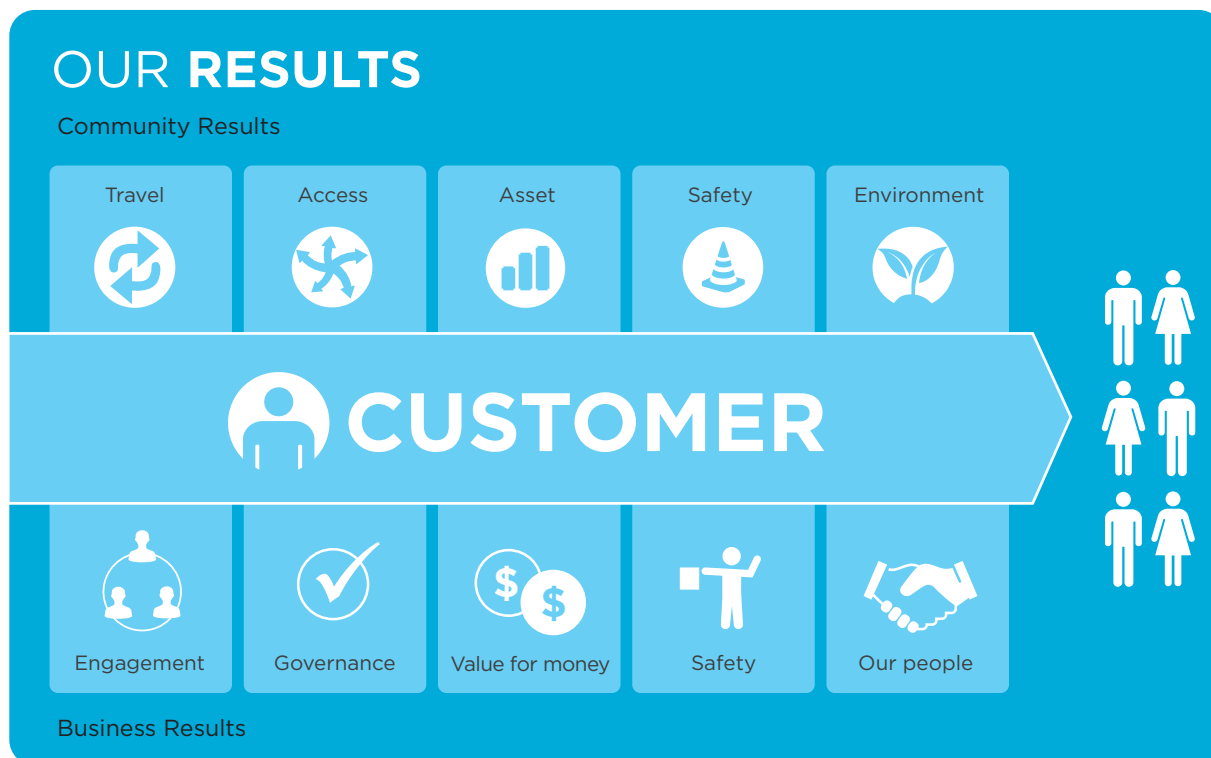 OUR RESULTS
Community Results
Travel
Access
Asset
Safety
Environment
CUSTOMER
$
$
Engagement
Governance
Value for money
Safety
Our people
Business Results